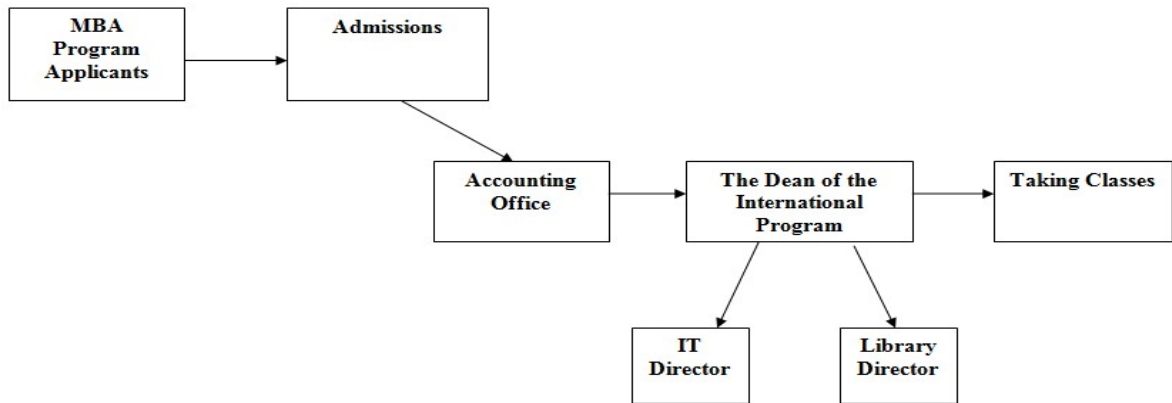 MBA
Program
Applicants
Admissions
Accounting
Office
The Dean of the
International
Program
Taking Classes
IT
Director
Library
Director